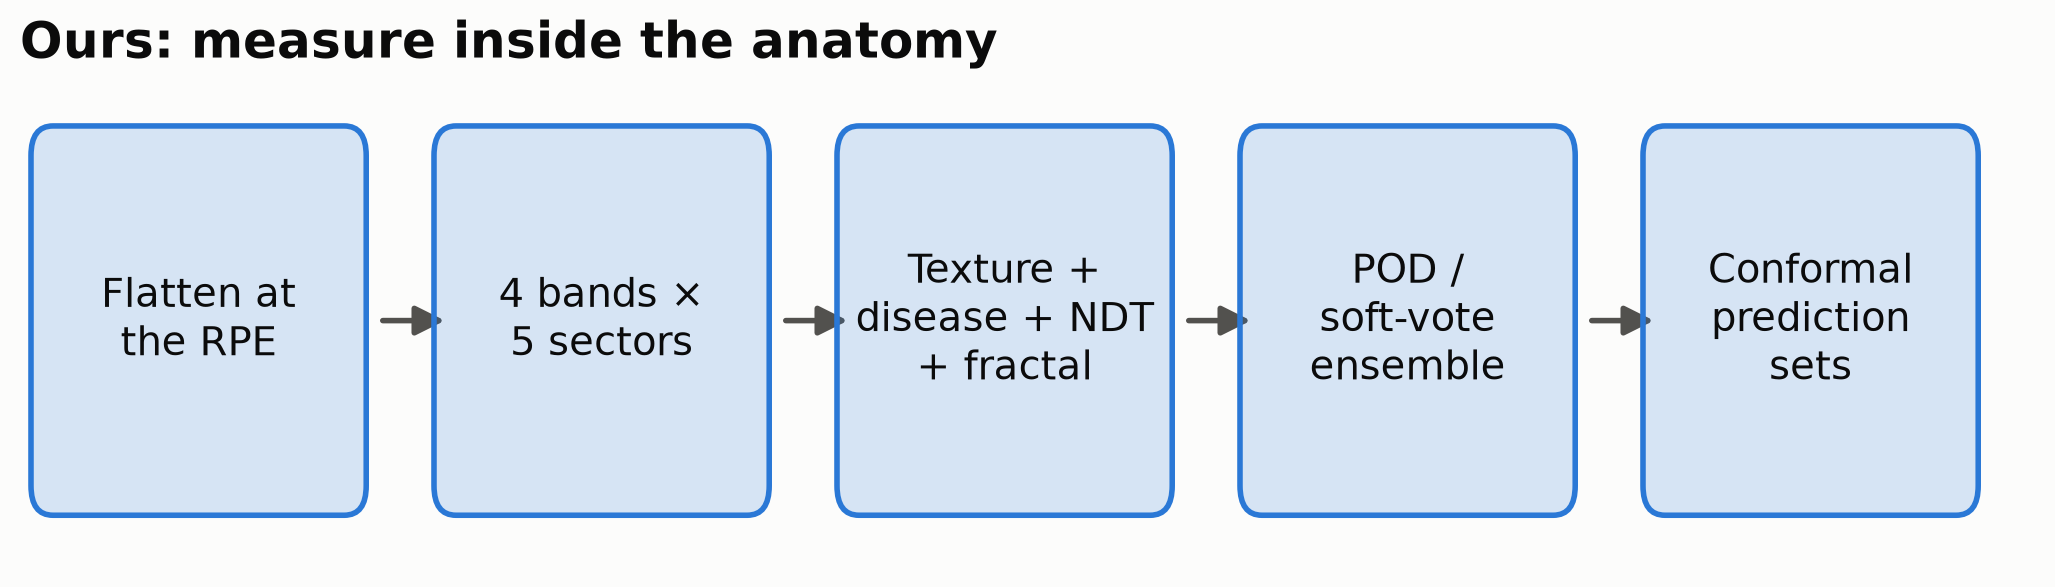 Ours: measure inside the anatomy
Flatten at
the RPE
4 bands ×
5 sectors
Texture +
disease + NDT
+ fractal
POD /
soft-vote
ensemble
Conformal
prediction
sets